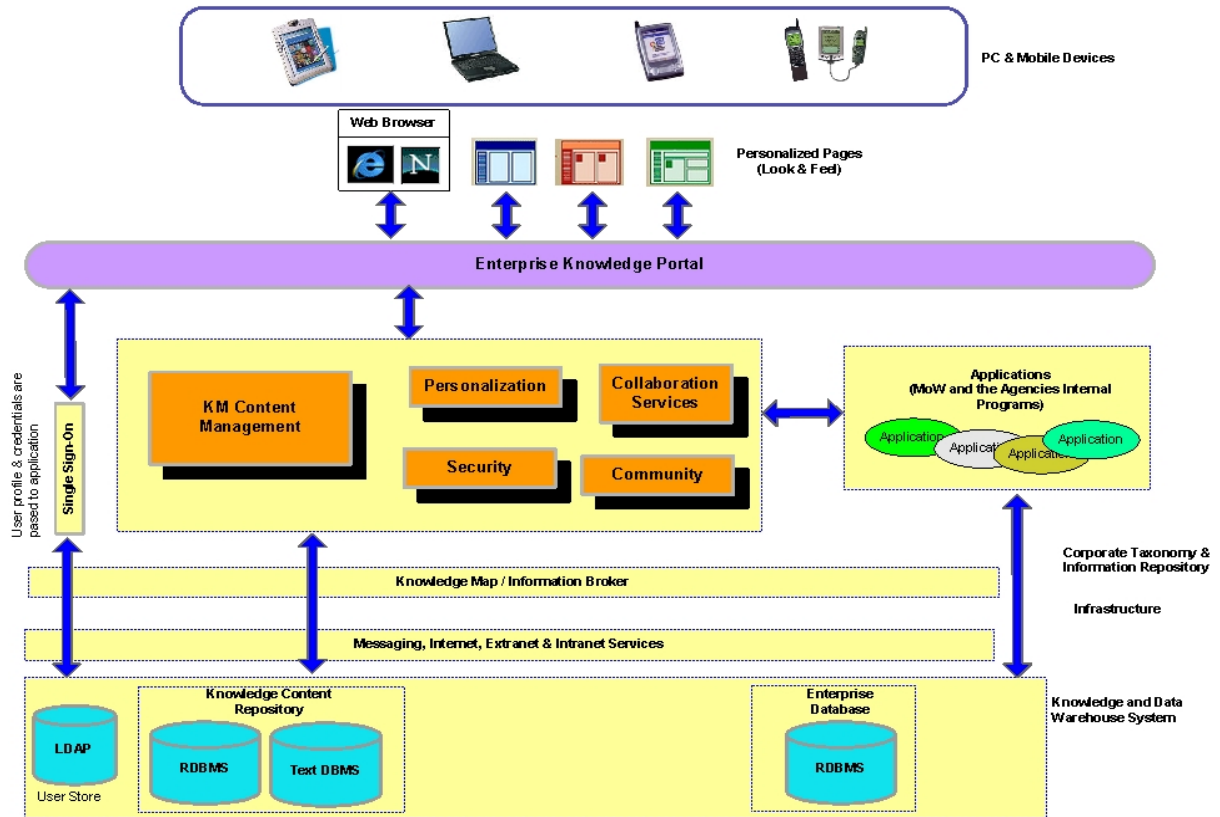 PC & Mobile Devices
Web Browser
N
Personalized Pages
(Look & Feel)
Enterprise Knowledge Portal
User profile & credentials are
pased to application
Single Sign-On
KM Content
Management
Personalization
Collaboration
Services
Security
Community
Applications
(MoW and the Agencies Internal
Programs)
Application
Applicatio
Application
Application
Corporate Taxonomy &
Information Repository
Knowledge Map / Information Broker
Infrastructure
Messaging, Internet, Extranet & Intranet Services
Knowledge and Data
Warehouse System
LDAP
User Store
Knowledge Content
Repository
RDBMS
Text DBMS
Enterprise
Database
RDBMS